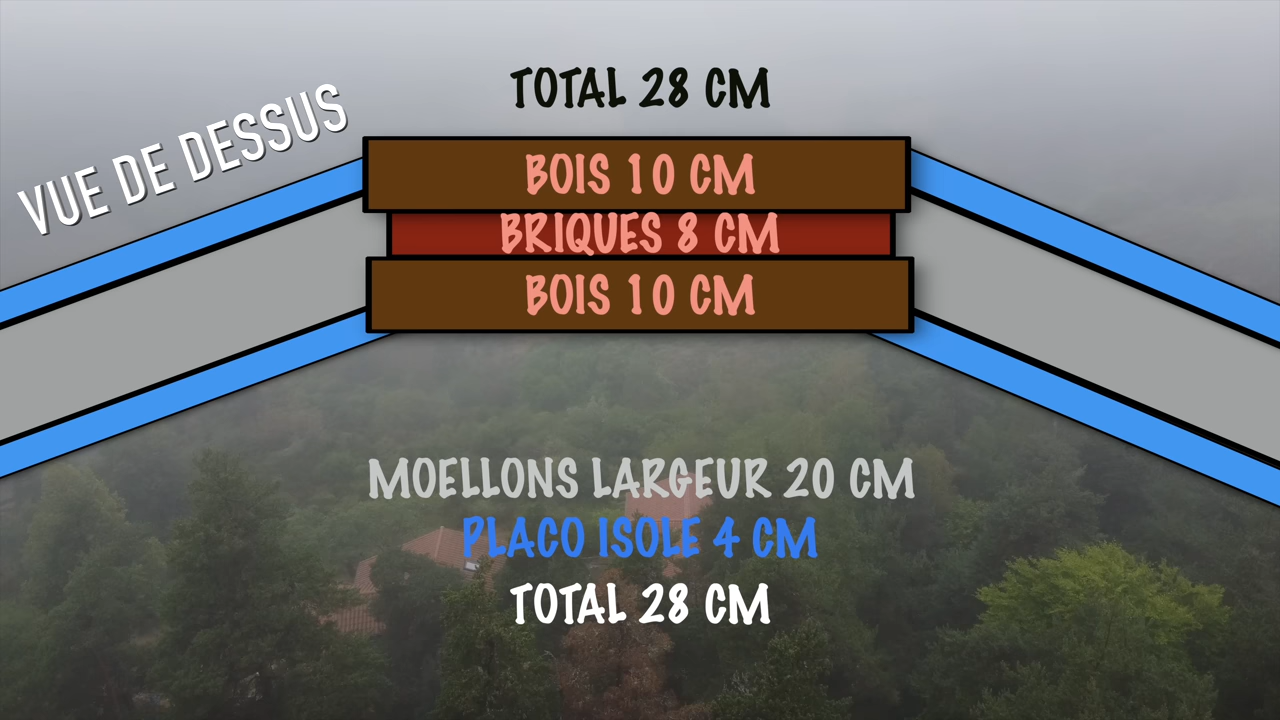 TOTAL 28 CM
VUE DE DESSUS
BOIS 10 CM
BRIQUES 8 CM
BOIS 10 CM
MOELLONS LARGEUR 20 CM
PLACO ISOLE 4 CM
TOTAL 28 CM